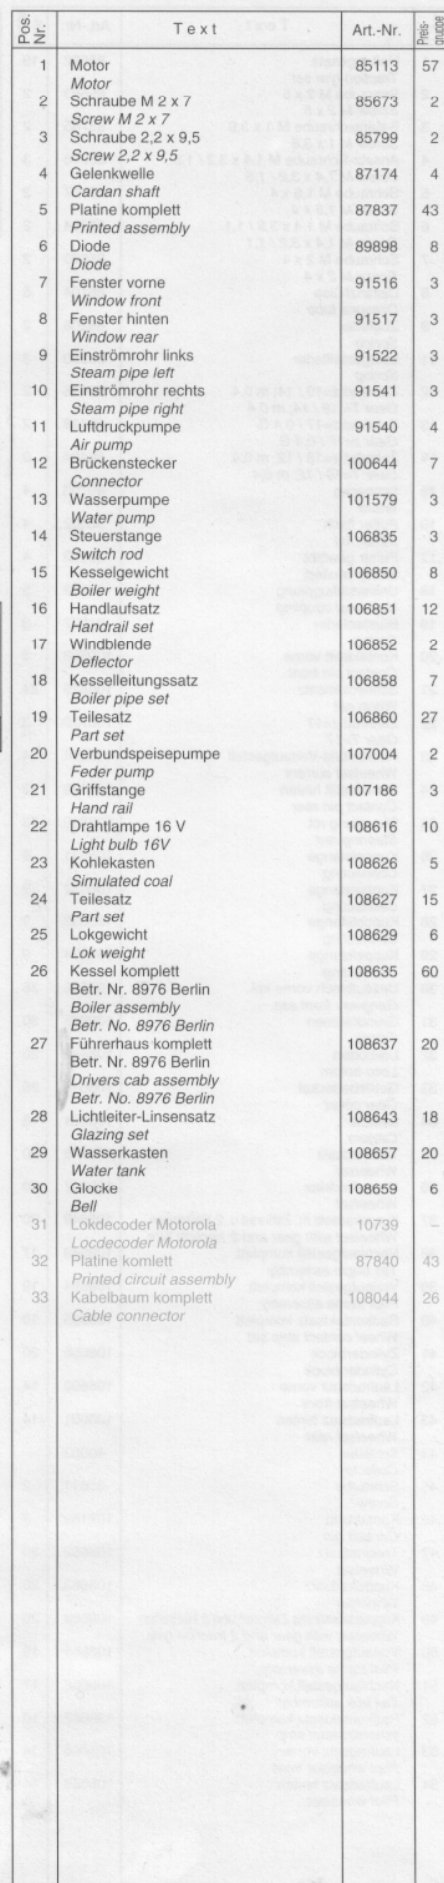 Pos. Nr. Text Art.-Nr. Preis- gruppe
1 Motor 85113 57
Motor
2 Schraube M 2 x 7 85673 2
Screw M 2 x 7
3 Schraube 2,2 x 9,5 85799 2
Screw 2,2 x 9,5
4 Gelenkwelle 87174 4
Cardan shaft
5 Platine komplett 87837 43
Printed assembly
6 Diode 89898 8
Diode
7 Fenster vorne 91516 3
Window front
8 Fenster hinten 91517 3
Window rear
9 Einströmrohr links 91522 3
Steam pipe left
10 Einströmrohr rechts 91541 3
Steam pipe right
11 Luftdruckpumpe 91540 4
Air pump
12 Brückenstecker 100644 7
Connector
13 Wasserpumpe 101579 3
Water pump
14 Steuerstange 106835 3
Switch rod
15 Kesselgewicht 106850 8
Boiler weight
16 Handlaufsatz 106851 12
Handrail set
17 Windblende 106852 2
Deflector
18 Kesselleitungssatz 106858 7
Boiler pipe set
19 Teilesatz 106860 27
Part set
20 Verbundspeisepumpe 107004 2
Feder pump
21 Griffstange 107186 3
Hand rail
22 Drahtlampe 16 V 108616 10
Light bulb 16V
23 Kohlekasten 108626 5
Simulated coal
24 Teilesatz 108627 15
Part set
25 Lokgewicht 108629 6
Lok weight
26 Kessel komplett 108635 60
Betr. Nr. 8976 Berlin
Boiler assembly
Betr. No. 8976 Berlin
27 Führerhaus komplett 108637 20
Betr. Nr. 8976 Berlin
Drivers cab assembly
Betr. No. 8976 Berlin
28 Lichtleiter-Linsensatz 108643 18
Glazing set
29 Wasserkasten 108657 20
Water tank
30 Glocke 108659 6
Bell
31 Lokdecoder Motorola 10739 –
Locdecoder Motorola
32 Platine komlett 87840 43
Printed circuit assembly
33 Kabelbaum komplett 108044 26
Cable connector